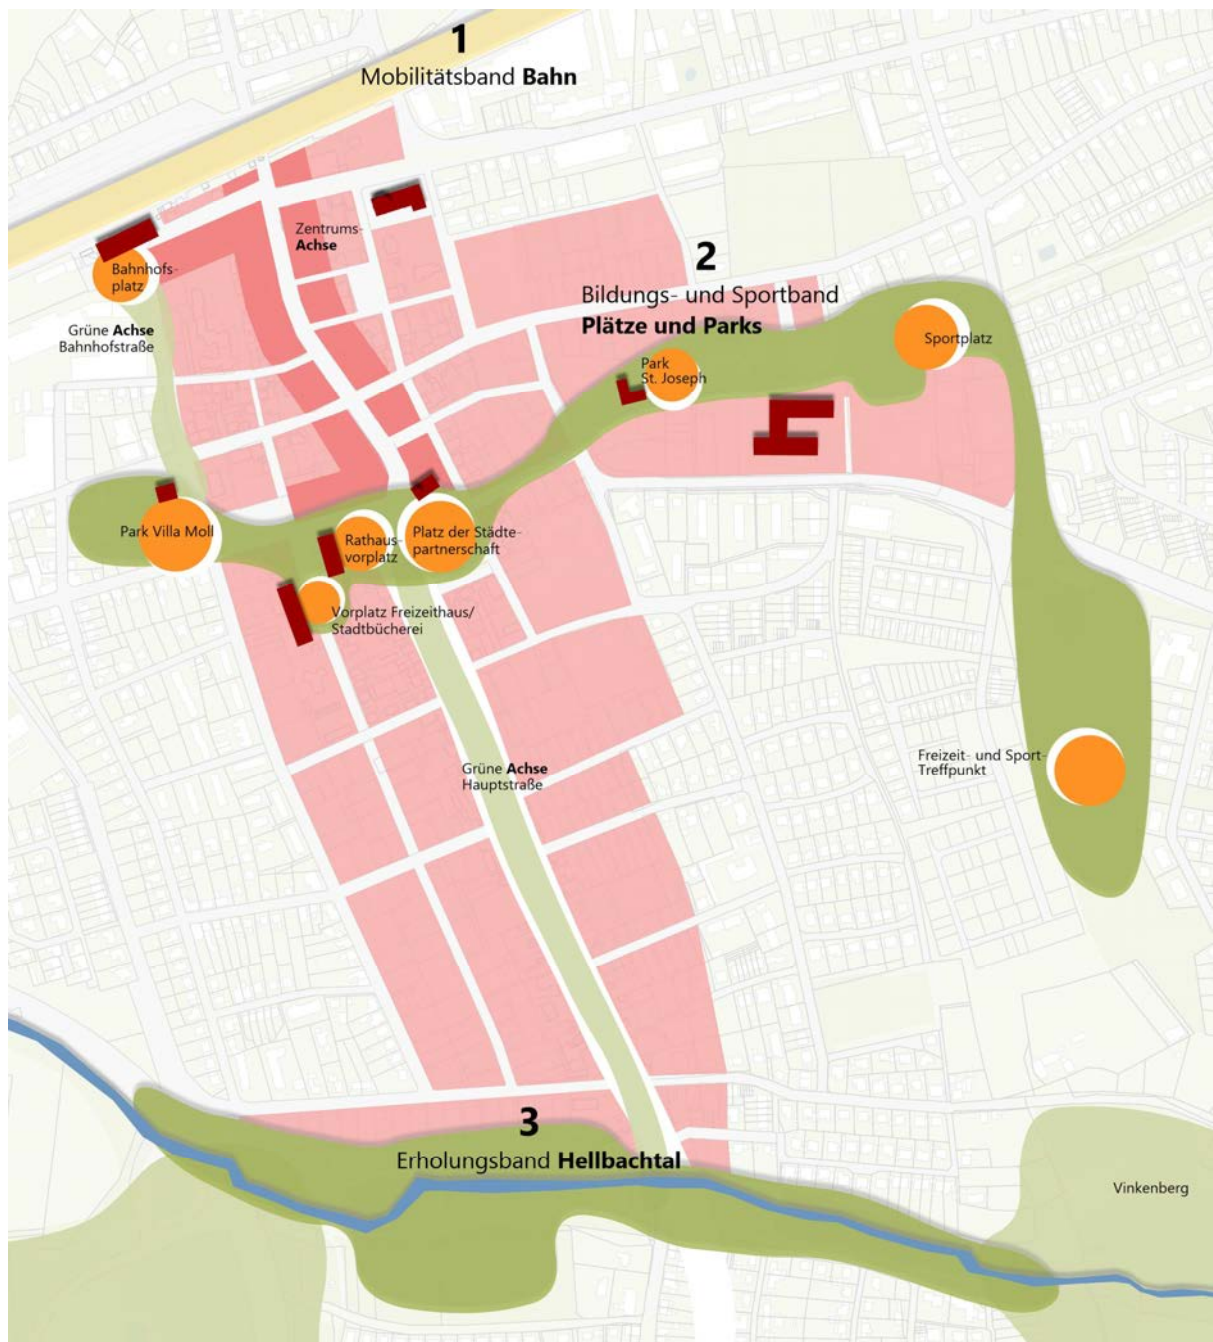 1
Mobilitätsband Bahn
Zentrums-
Achse
Bahnhofs-
platz
2
Bildungs- und Sportband
Plätze und Parks
Grüne Achse
Bahnhofstraße
Sportplatz
Park
St. Joseph
Park Villa Moll
Rathaus-
vorplatz
Platz der Städte-
partnerschaft
Vorplatz Freizeithaus/
Stadtbücherei
Freizeit- und Sport-
Treffpunkt
Grüne Achse
Hauptstraße
3
Erholungsband Hellbachtal
Vinkenberg